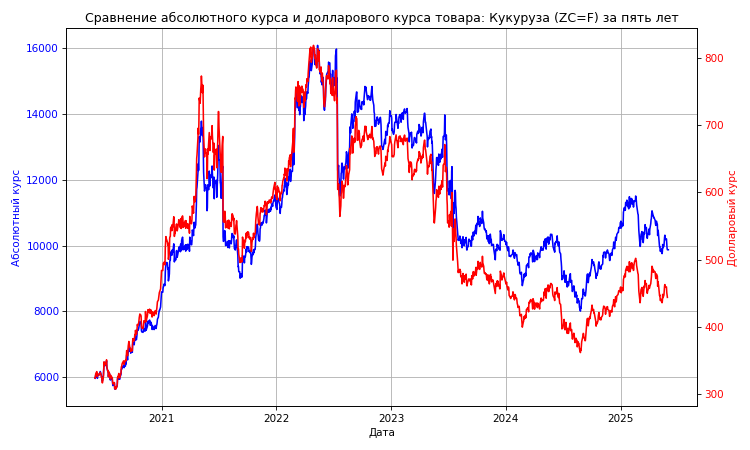 Сравнение абсолютного курса и долларового курса товара: Кукуруза (ZC=F) за пять лет
Абсолютный курс
16000
14000
12000
10000
8000
6000
800
700
600
500
400
300
Долларовый курс
2021 2022 2023 2024 2025
Дата